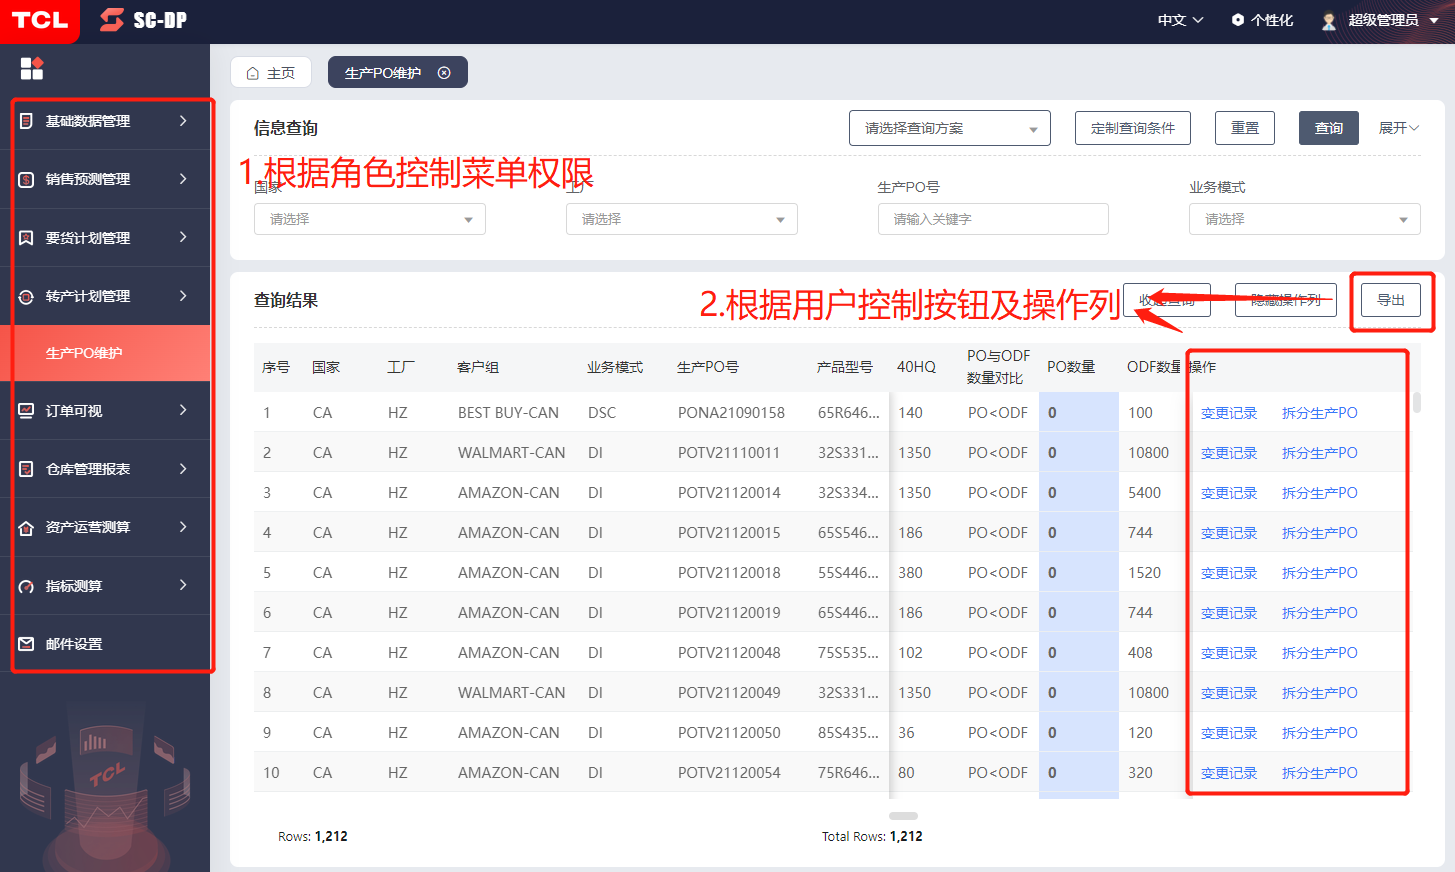 TCL SC-DP 中文 个性化 超级管理员
主页 生产PO维护
基础数据管理
销售预测管理
要货计划管理
转产计划管理
生产PO维护
订单可视
仓库管理报表
资产运营测算
指标测算
邮件设置
TCL
信息查询 请选择查询方案 定制查询条件 重置 查询 展开
1.根据角色控制菜单权限
国家 工厂 生产PO号 业务模式
请选择 请选择 请输入关键字 请选择
查询结果 收起查询 隐藏操作列 导出
2.根据用户控制按钮及操作列
序号 国家 工厂 客户组 业务模式 生产PO号 产品型号 40HQ PO与ODF数量对比 PO数量 ODF数量 操作
1 CA HZ BEST BUY-CAN DSC PONA21090158 65R646... 140 PO<ODF 0 100 变更记录 拆分生产PO
2 CA HZ WALMART-CAN DI POTV21110011 32S331... 1350 PO<ODF 0 10800 变更记录 拆分生产PO
3 CA HZ AMAZON-CAN DI POTV21120014 32S334... 1350 PO<ODF 0 5400 变更记录 拆分生产PO
4 CA HZ AMAZON-CAN DI POTV21120015 65S546... 186 PO<ODF 0 744 变更记录 拆分生产PO
5 CA HZ AMAZON-CAN DI POTV21120018 55S446... 380 PO<ODF 0 1520 变更记录 拆分生产PO
6 CA HZ AMAZON-CAN DI POTV21120019 65S446... 186 PO<ODF 0 744 变更记录 拆分生产PO
7 CA HZ AMAZON-CAN DI POTV21120048 75S535... 102 PO<ODF 0 408 变更记录 拆分生产PO
8 CA HZ WALMART-CAN DI POTV21120049 32S331... 1350 PO<ODF 0 10800 变更记录 拆分生产PO
9 CA HZ AMAZON-CAN DI POTV21120050 85S435... 36 PO<ODF 0 120 变更记录 拆分生产PO
10 CA HZ AMAZON-CAN DI POTV21120054 75R646... 80 PO<ODF 0 320 变更记录 拆分生产PO
Rows: 1,212 Total Rows: 1,212